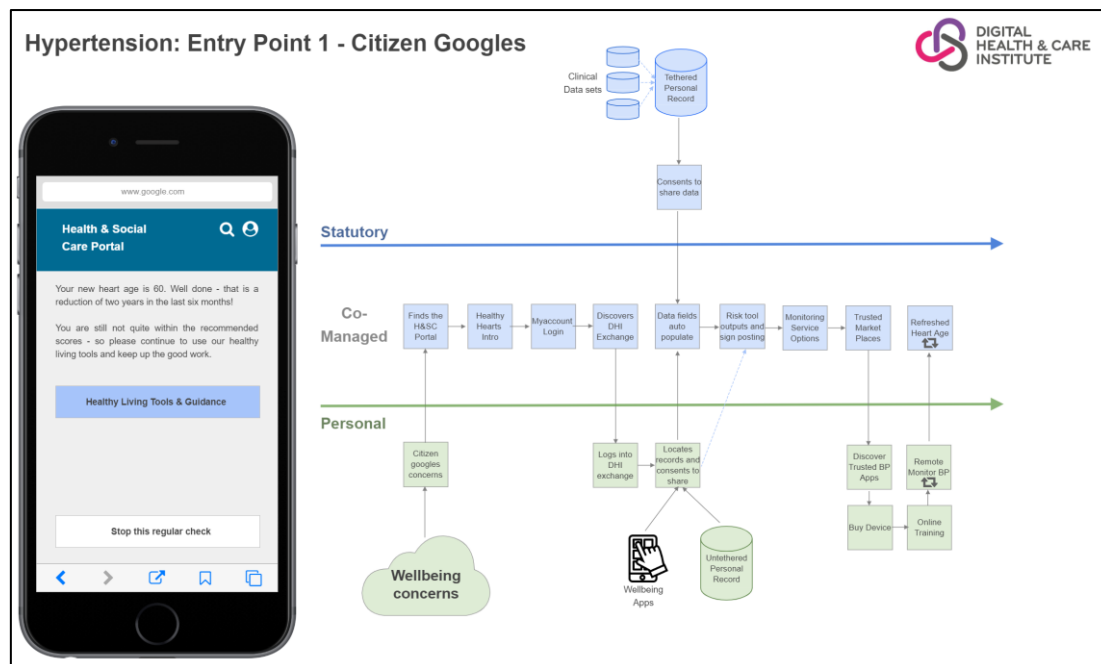 Hypertension: Entry Point 1 - Citizen Googles
DIGITAL
HEALTH & CARE
INSTITUTE
www.google.com
Health & Social
Care Portal
Your new heart age is 60. Well done - that is a
reduction of two years in the last six months!
You are still not quite within the recommended
scores - so please continue to use our healthy
living tools and keep up the good work.
Healthy Living Tools & Guidance
Stop this regular check
Clinical
Data sets
Tethered
Personal
Record
Consents to
share data
Statutory
Co-
Managed
Finds the
H&SC
Portal
Healthy
Hearts
Intro
Myaccount
Login
Discovers
DHI
Exchange
Data fields
auto
populate
Risk tool
outputs and
sign posting
Monitoring
Service
Options
Trusted
Market
Places
Refreshed
Heart Age
Personal
Citizen
googles
concerns
Logs into
DHI
exchange
Locates
records and
consents to
share
Discover
Trusted BP
Apps
Remote
Monitor BP
Buy Device
Online
Training
Wellbeing
concerns
Wellbeing
Apps
Untethered
Personal
Record